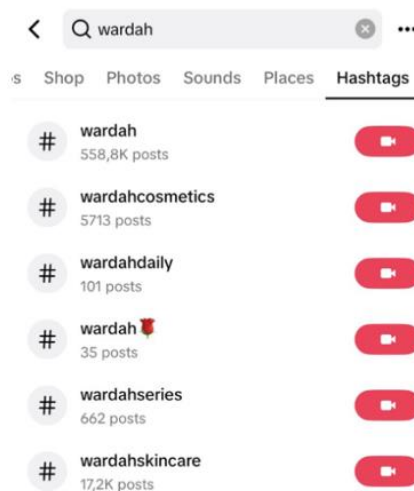 wardah
s Shop Photos Sounds Places Hashtags
# wardah
558,8K posts
# wardahcosmetics
5713 posts
# wardahdaily
101 posts
# wardah🌹
35 posts
# wardahseries
662 posts
# wardahskincare
17,2K posts